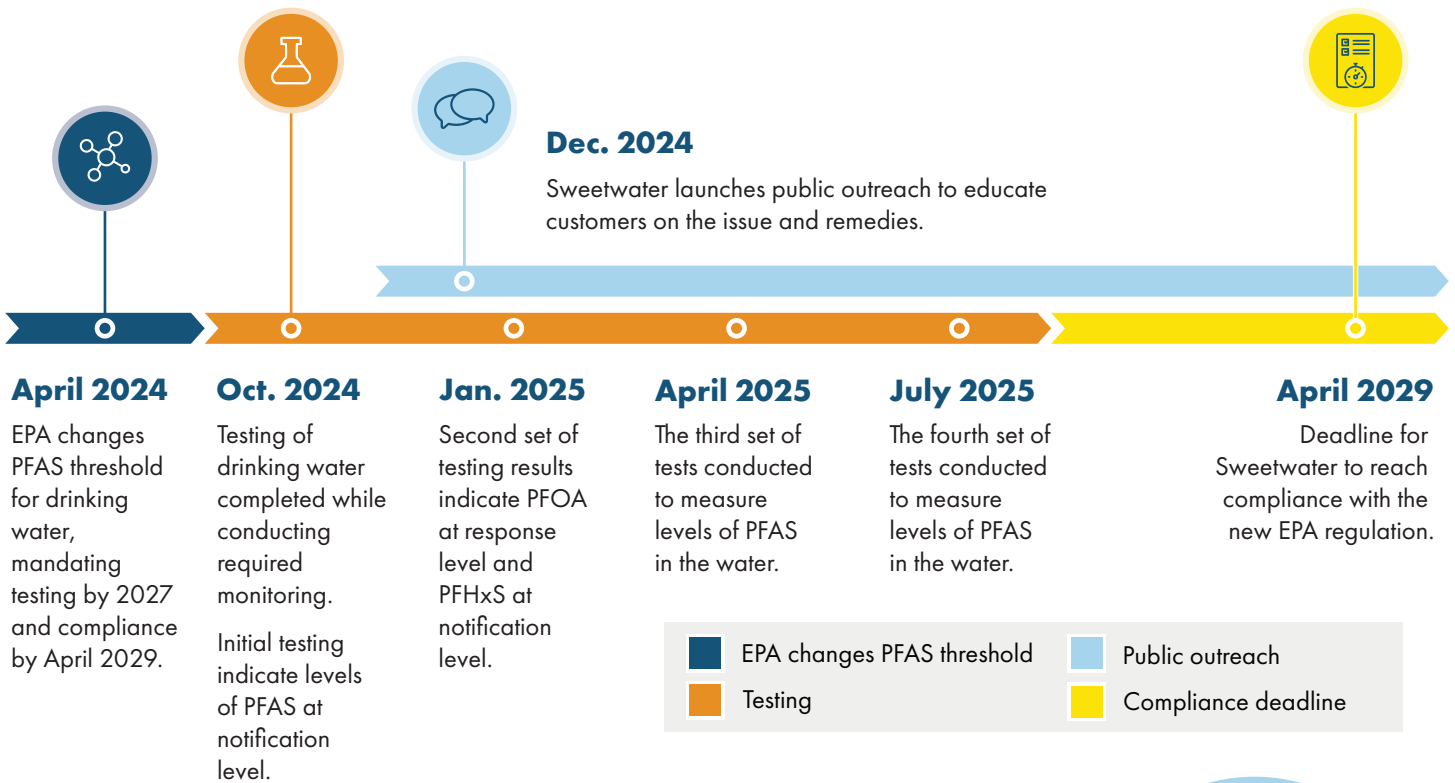 Dec. 2024
Sweetwater launches public outreach to educate
customers on the issue and remedies.
April 2024
EPA changes
PFAS threshold
for drinking
water,
mandating
testing by 2027
and compliance
by April 2029.
Oct. 2024
Testing of
drinking water
completed while
conducting
required
monitoring.
Initial testing
indicate levels
of PFAS at
notification
level.
Jan. 2025
Second set of
testing results
indicate PFOA
at response
level and
PFHxS at
notification
level.
April 2025
The third set of
tests conducted
to measure
levels of PFAS
in the water.
July 2025
The fourth set of
tests conducted
to measure
levels of PFAS
in the water.
April 2029
Deadline for
Sweetwater to reach
compliance with the
new EPA regulation.
EPA changes PFAS threshold
Testing
Public outreach
Compliance deadline